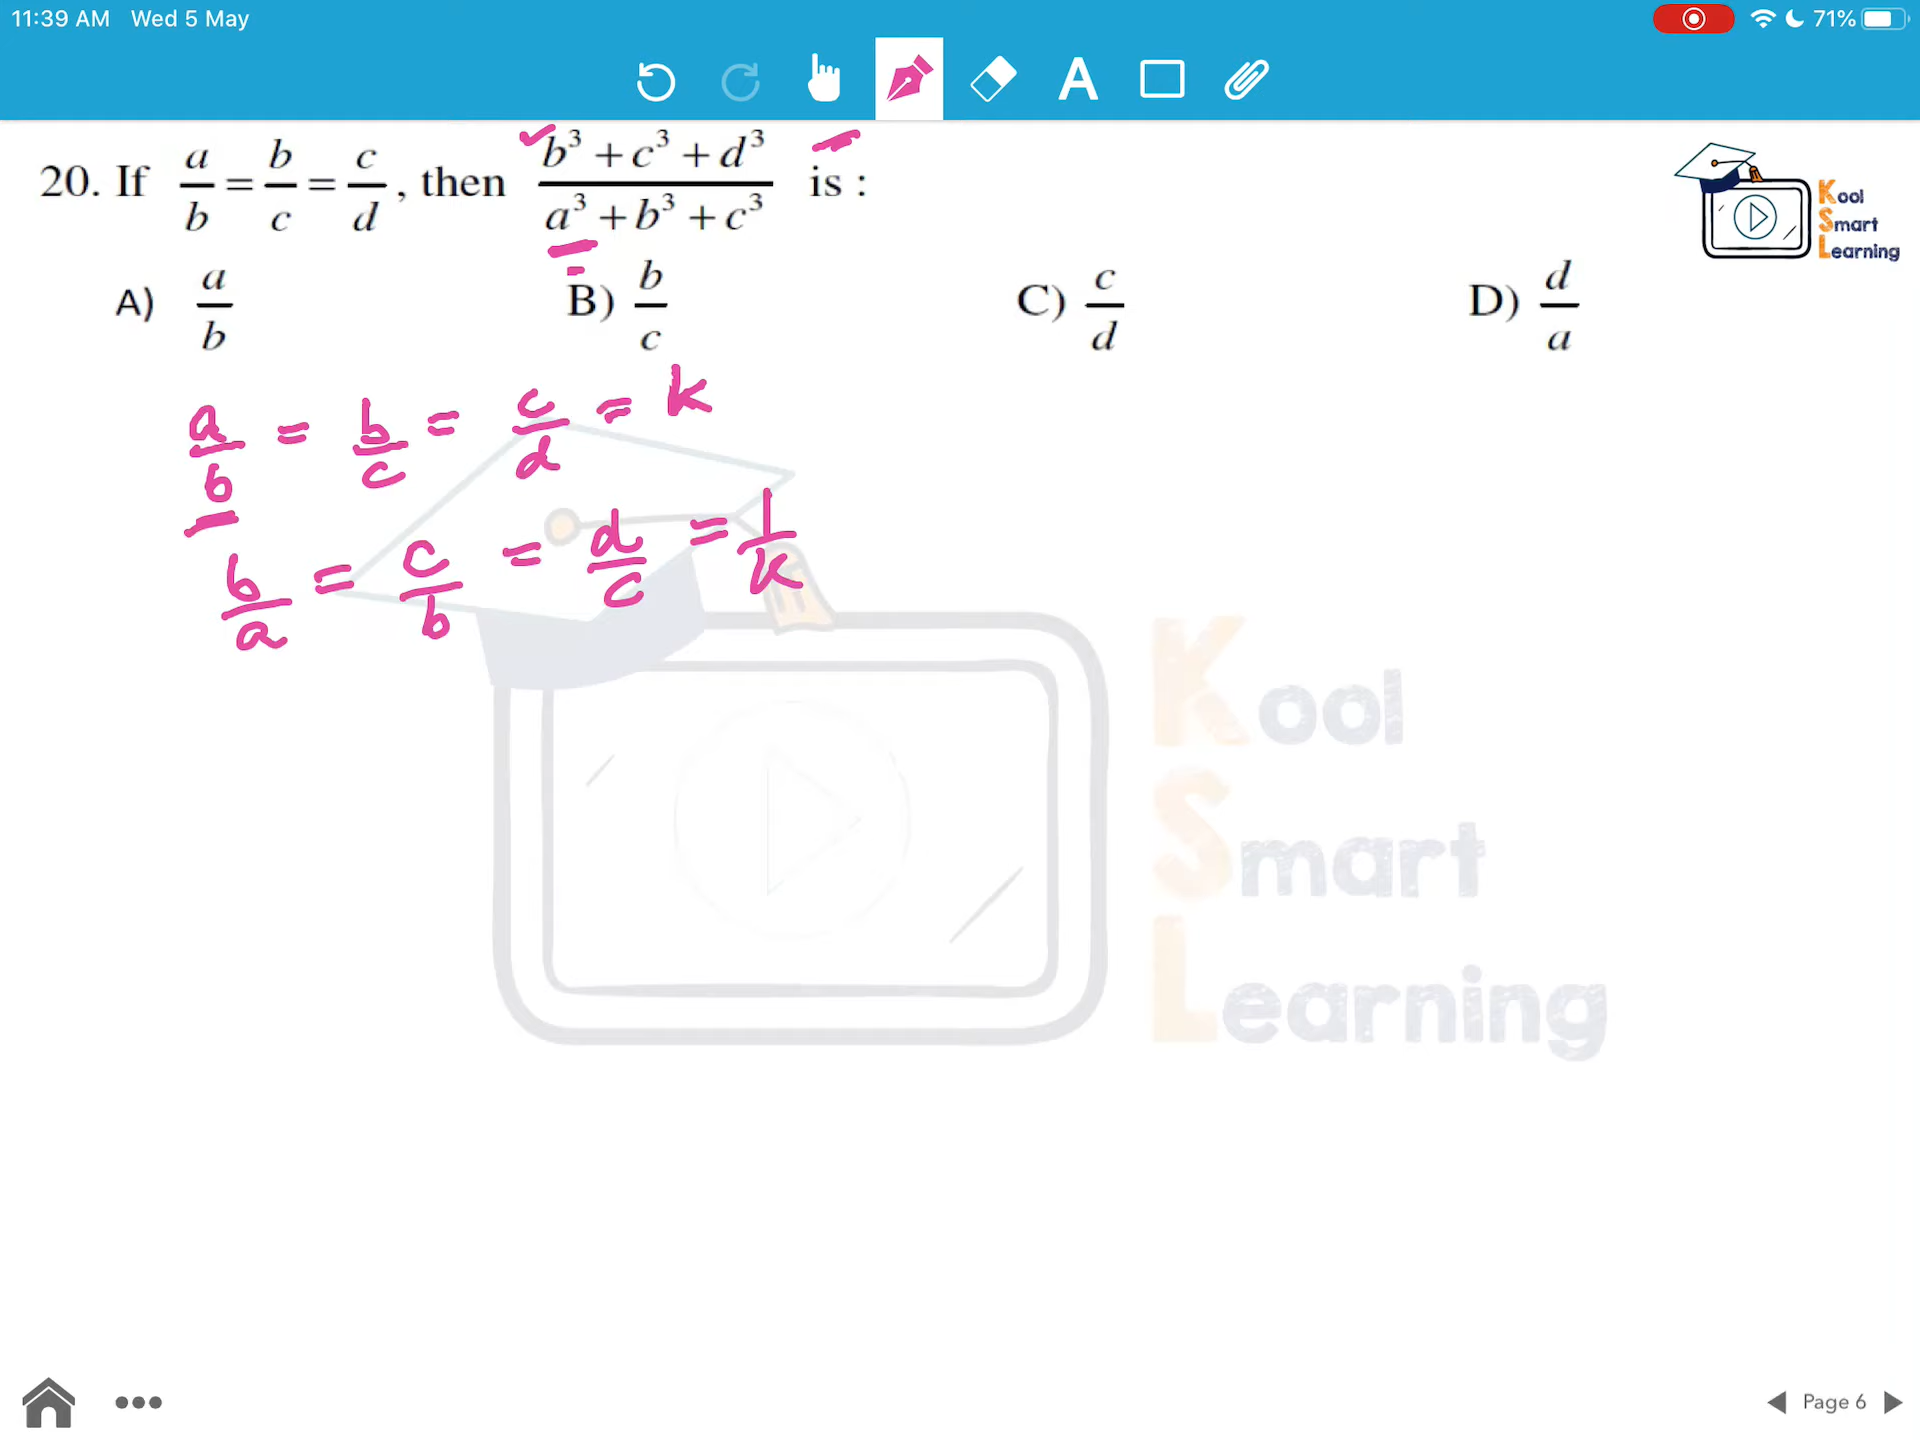 11:39 AM Wed 5 May 71%
A
20. If a/b = b/c = c/d, then (b³ + c³ + d³)/(a³ + b³ + c³) is :
A) a/b B) b/c C) c/d D) d/a
Kool
Smart
Learning
a/b = b/c = c/d = k
b/a = c/b = d/c = 1/k
Kool
Smart
Learning
Page 6